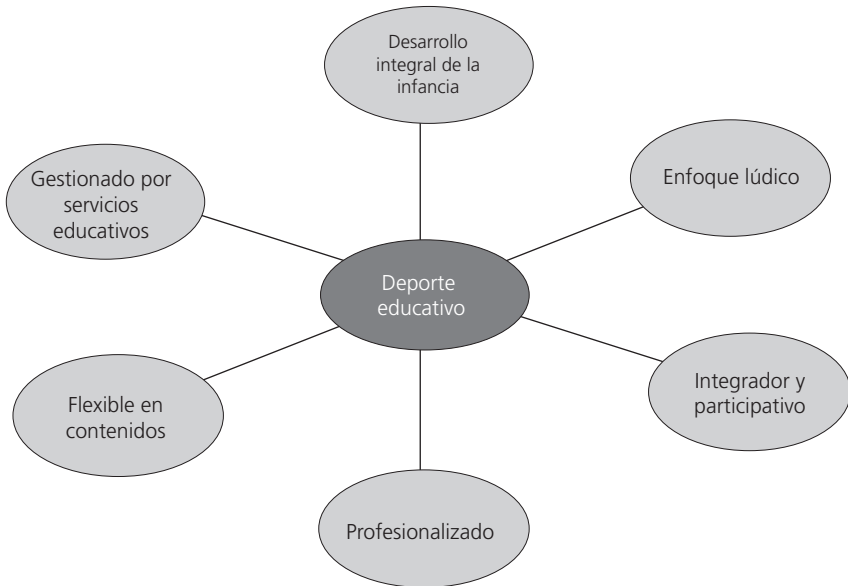 Desarrollo
integral de la
infancia
Gestionado por
servicios
educativos
Enfoque lúdico
Deporte
educativo
Flexible en
contenidos
Integrador y
participativo
Profesionalizado